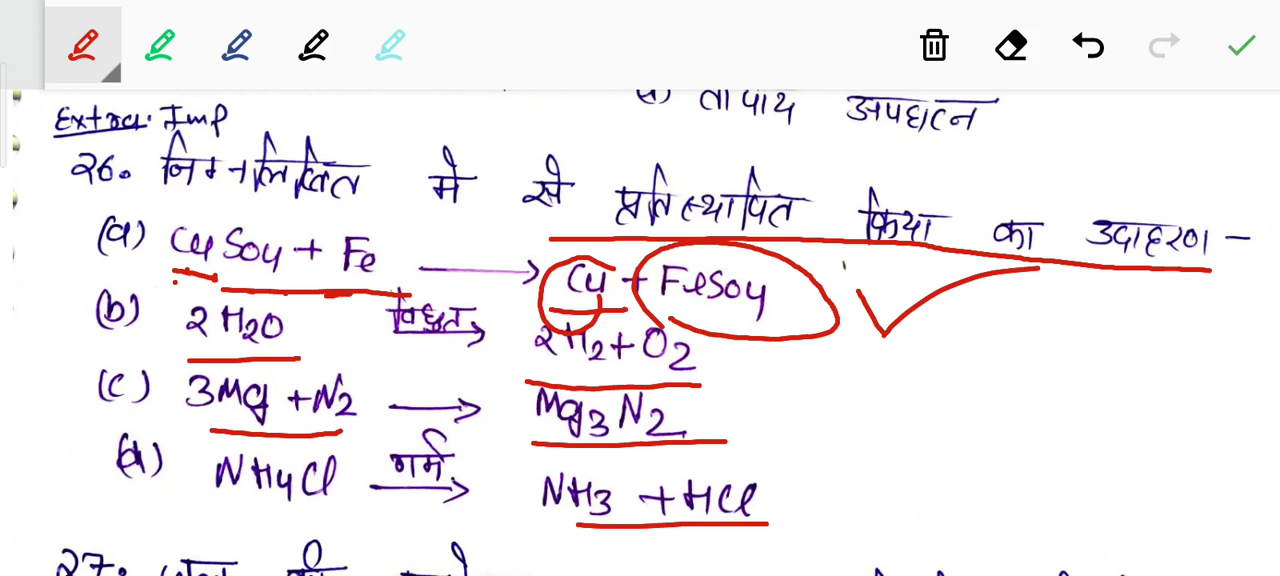 स) तापीय अपघटन
Extra. Imp
26. निम्नलिखित में से प्रतिस्थापित क्रिया का उदाहरण -
(a) CuSO4 + Fe → Cu + FeSO4
(b) 2H2O विद्युत → 2H2 + O2
(c) 3Mg + N2 → Mg3N2
(d) NH4Cl गर्म → NH3 + HCl
27.